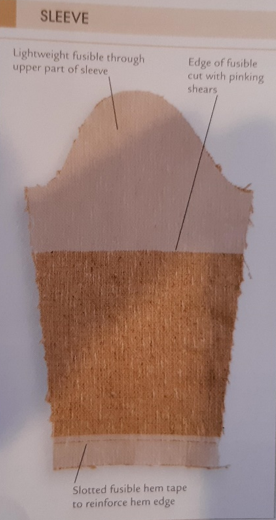 SLEEVE
Lightweight fusible through
upper part of sleeve
Edge of fusible
cut with pinking
shears
Slotted fusible hem tape
to reinforce hem edge